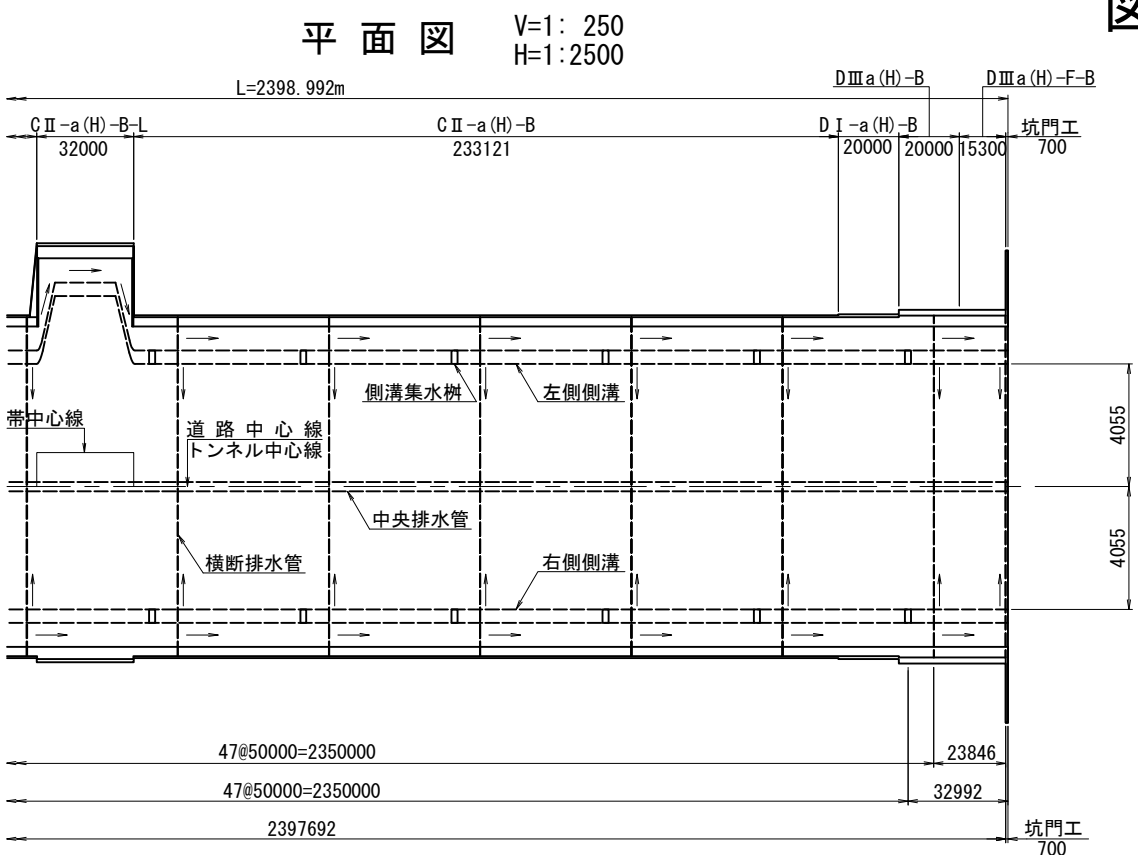 平面図
V=1: 250
H=1:2500
図
L=2398.992m
DⅢa(H)-B
DⅢa(H)-F-B
CⅡ-a(H)-B-L
CⅡ-a(H)-B
DⅠ-a(H)-B
坑門工
32000
233121
20000
20000
15300
700
側溝集水桝
左側側溝
帯中心線
道路中心線
トンネル中心線
4055
中央排水管
横断排水管
右側側溝
4055
47@50000=2350000
23846
47@50000=2350000
32992
2397692
坑門工
700